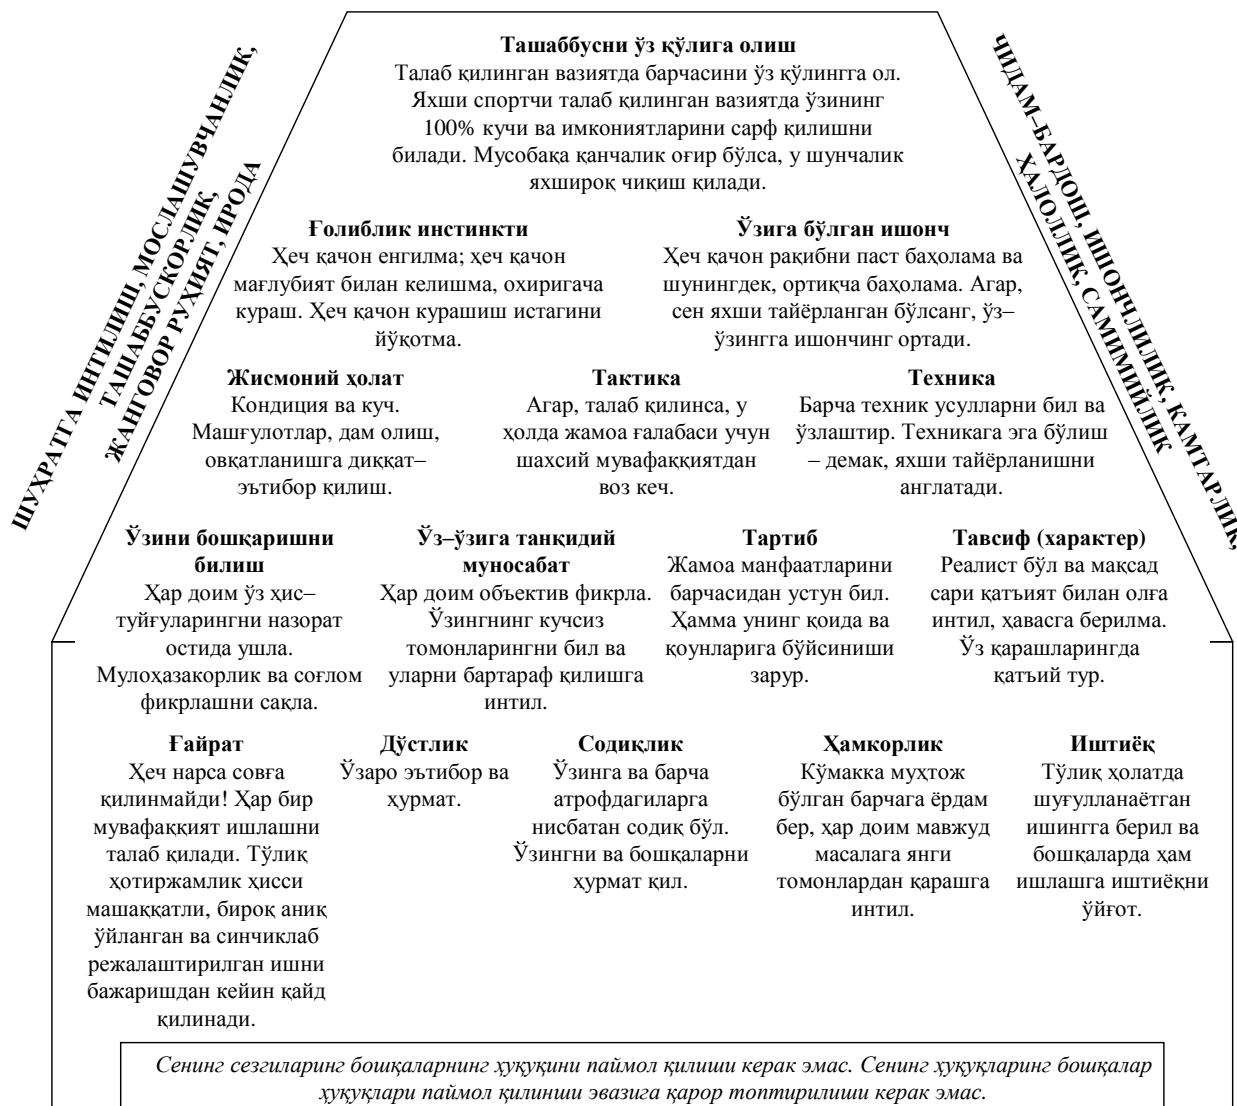 ШУҲРАТГА ИНТИЛИШ, МОСЛАШУВЧАНЛИК,
ТАШАББУСКОРЛИК,
ЖАНГОВОР РУҲИЯТ, ИРОДА
ЧИДАМ–БАРДОШ, ИШОНЧЛИЛИК, КАМТАРЛИК,
ҲАЛОЛЛИК, САМИМИЙЛИК
Ташаббусни ўз қўлига олиш
Талаб қилинган вазиятда барчасини ўз қўлингга ол.
Яхши спортчи талаб қилинган вазиятда ўзининг
100% кучи ва имкониятларини сарф қилишни
билади. Мусобақа қанчалик оғир бўлса, у шунчалик
яхшироқ чиқиш қилади.
Ғолиблик инстинкти
Ҳеч қачон енгилма; ҳеч қачон
мағлубият билан келишма, охиригача
кураш. Ҳеч қачон курашиш истагини
йўқотма.
Ўзига бўлган ишонч
Ҳеч қачон рақибни паст баҳолама ва
шунингдек, ортиқча баҳолама. Агар,
сен яхши тайёрланган бўлсанг, ўз–
ўзингга ишончинг ортади.
Жисмоний ҳолат
Кондиция ва куч.
Машғулотлар, дам олиш,
овқатланишга диққат–
эътибор қилиш.
Тактика
Агар, талаб қилинса, у
ҳолда жамоа ғалабаси учун
шахсий мувафаққиятдан
воз кеч.
Техника
Барча техник усулларни бил ва
ўзлаштир. Техникага эга бўлиш
– демак, яхши тайёрланишни
англатади.
Ўзини бошқаришни
билиш
Ҳар доим ўз ҳис–
туйғуларингни назорат
остида ушла.
Мулоҳазакорлик ва соғлом
фикрлашни сақла.
Ўз–ўзига танқидий
муносабат
Ҳар доим объектив фикрла.
Ўзингнинг кучсиз
томонларингни бил ва
уларни бартараф қилишга
интил.
Тартиб
Жамоа манфаатларини
барчасидан устун бил.
Ҳамма унинг қоида ва
қоунларига бўйсиниши
зарур.
Тавсиф (характер)
Реалист бўл ва мақсад
сари қатъият билан олға
интил, ҳавасга берилма.
Ўз қарашларингда
қатъий тур.
Ғайрат
Ҳеч нарса совға
қилинмайди! Ҳар бир
мувафаққият ишлашни
талаб қилади. Тўлиқ
ҳотиржамлик ҳисси
машаққатли, бироқ аниқ
ўйланган ва синчиклаб
режалаштирилган ишни
бажаришдан кейин қайд
қилинади.
Дўстлик
Ўзаро эътибор ва
ҳурмат.
Содиқлик
Ўзинга ва барча
атрофдагиларга
нисбатан содиқ бўл.
Ўзингни ва бошқаларни
ҳурмат қил.
Ҳамкорлик
Кўмакка муҳтож
бўлган барчага ёрдам
бер, ҳар доим мавжуд
масалага янги
томонлардан қарашга
интил.
Иштиёқ
Тўлиқ ҳолатда
шуғулланаётган
ишингга берил ва
бошқаларда ҳам
ишлашга иштиёқни
ўйғот.
Сенинг сезгиларинг бошқаларнинг ҳуқуқини паймол қилиши керак эмас. Сенинг ҳуқуқларинг бошқалар
ҳуқуқлари паймол қилиниши эвазига қарор топтирилиши керак эмас.